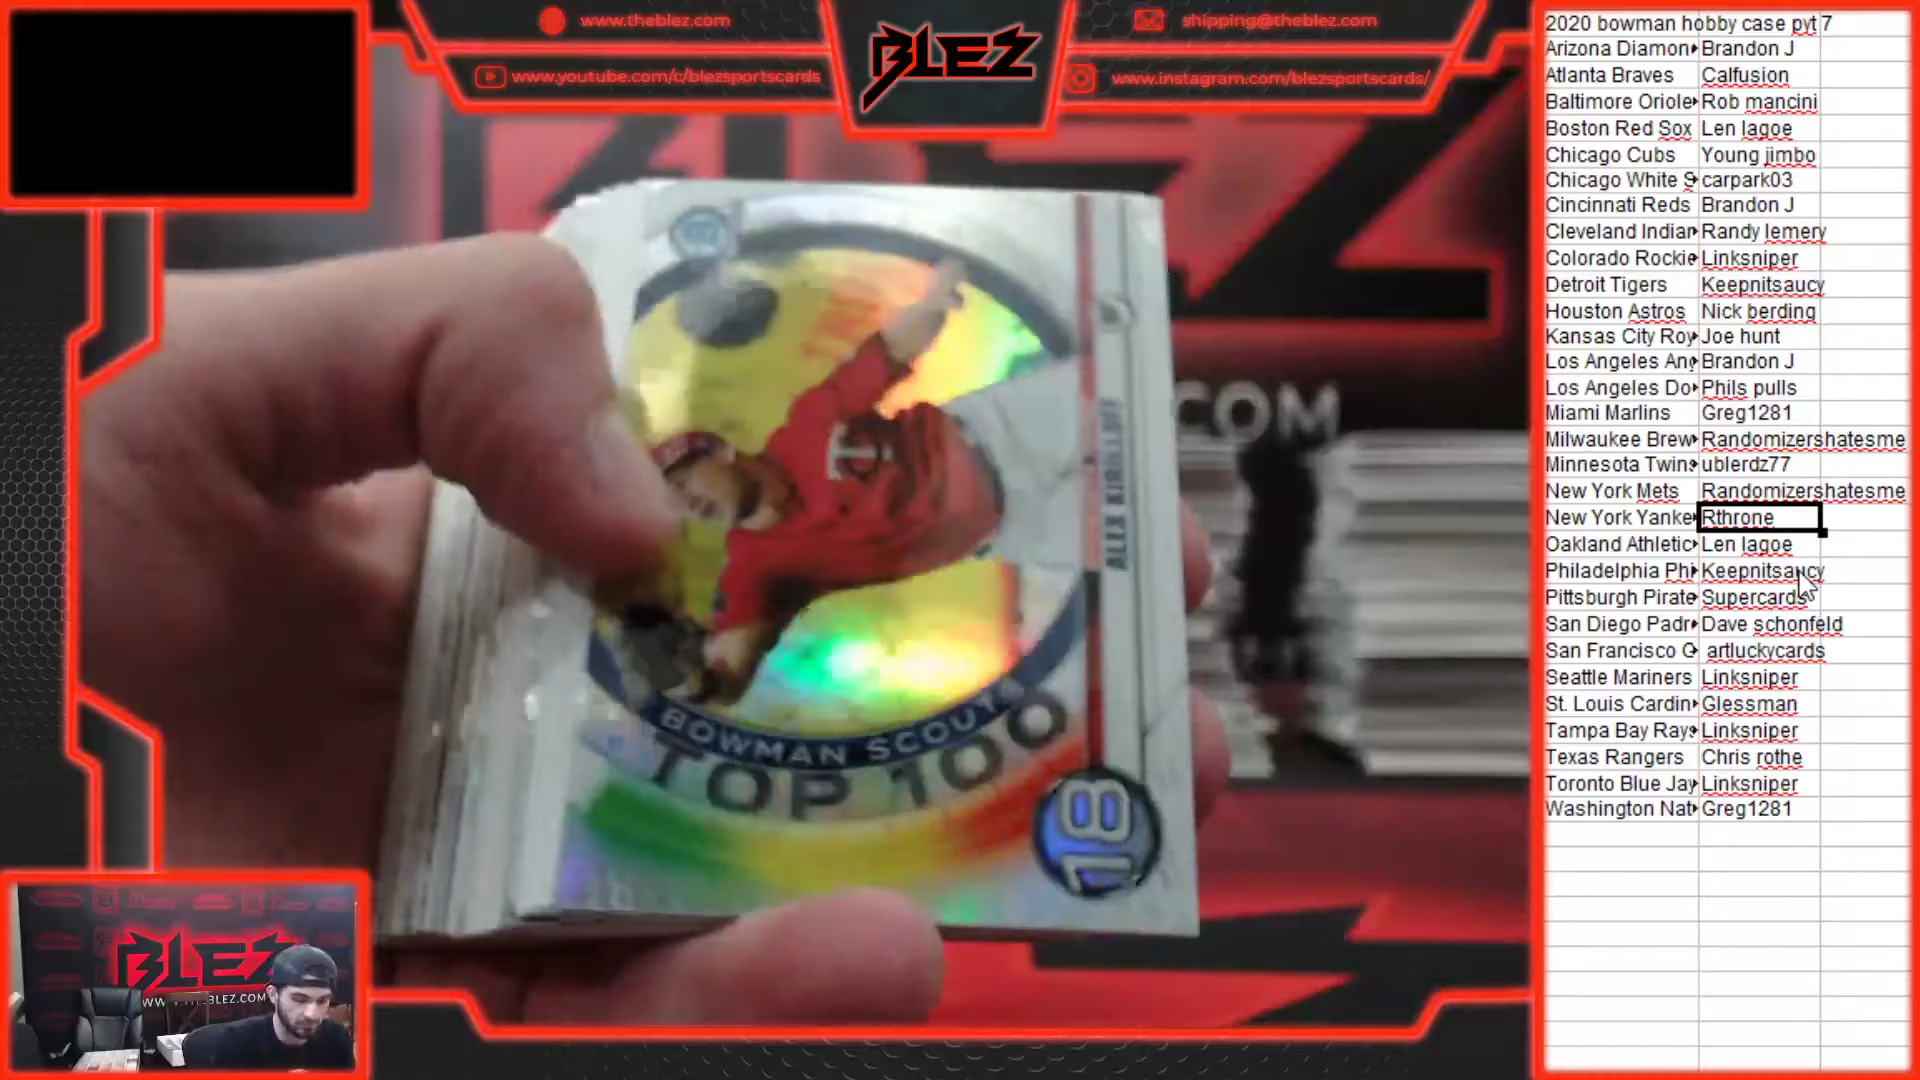 www.theblez.com
www.youtube.com/c/blezsportscards
BLEZ
shipping@theblez.com
www.instagram.com/blezsportscards/
COM
ALEX KIRILLOFF
BOWMAN SCOUTS
TOP 100
18
BLEZ
2020 bowman hobby case pyt 7
Arizona Diamon Brandon J
Atlanta Braves Calfusion
Baltimore Oriole Rob mancini
Boston Red Sox Len lagoe
Chicago Cubs Young jimbo
Chicago White S carpark03
Cincinnati Reds Brandon J
Cleveland Indian Randy lemery
Colorado Rockie Linksniper
Detroit Tigers Keepnitsaucy
Houston Astros Nick berding
Kansas City Roy Joe hunt
Los Angeles Ang Brandon J
Los Angeles Do Phils pulls
Miami Marlins Greg1281
Milwaukee Brew Randomizershatesme
Minnesota Twins ublerdz77
New York Mets Randomizershatesme
New York Yanke Rthrone
Oakland Athletic Len lagoe
Philadelphia Phi Keepnitsaucy
Pittsburgh Pirate Supercards
San Diego Padr Dave schonfeld
San Francisco G artluckycards
Seattle Mariners Linksniper
St. Louis Cardin Glessman
Tampa Bay Rays Linksniper
Texas Rangers Chris rothe
Toronto Blue Jay Linksniper
Washington Nat Greg1281